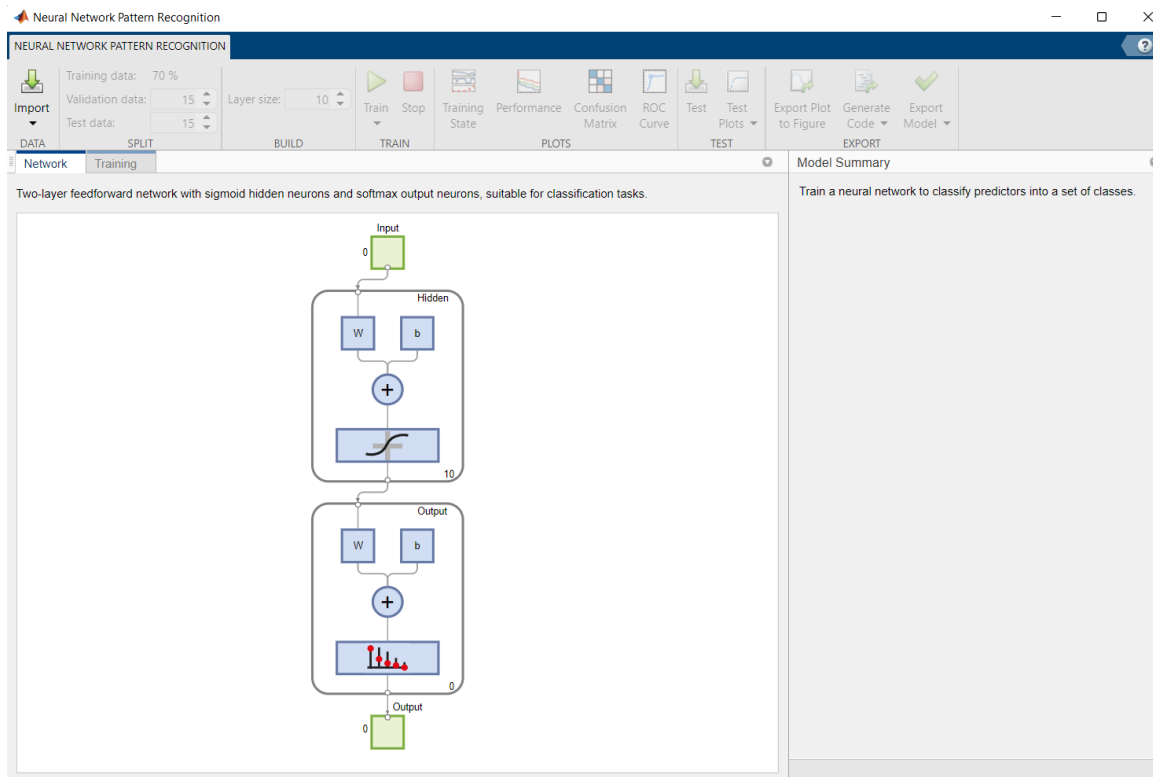 Neural Network Pattern Recognition
NEURAL NETWORK PATTERN RECOGNITION
?
Import
Training data: 70 %
Validation data: 15
Test data: 15
Layer size: 10
Train
Stop
Training
State
Performance
Confusion
Matrix
ROC
Curve
Test
Test
Plots
Export Plot
to Figure
Generate
Code
Export
Model
DATA
SPLIT
BUILD
TRAIN
PLOTS
TEST
EXPORT
Network
Training
Model Summary
Two-layer feedforward network with sigmoid hidden neurons and softmax output neurons, suitable for classification tasks.
Train a neural network to classify predictors into a set of classes.
Input
0
Hidden
W
b
+
10
Output
W
b
+
0
Output
0